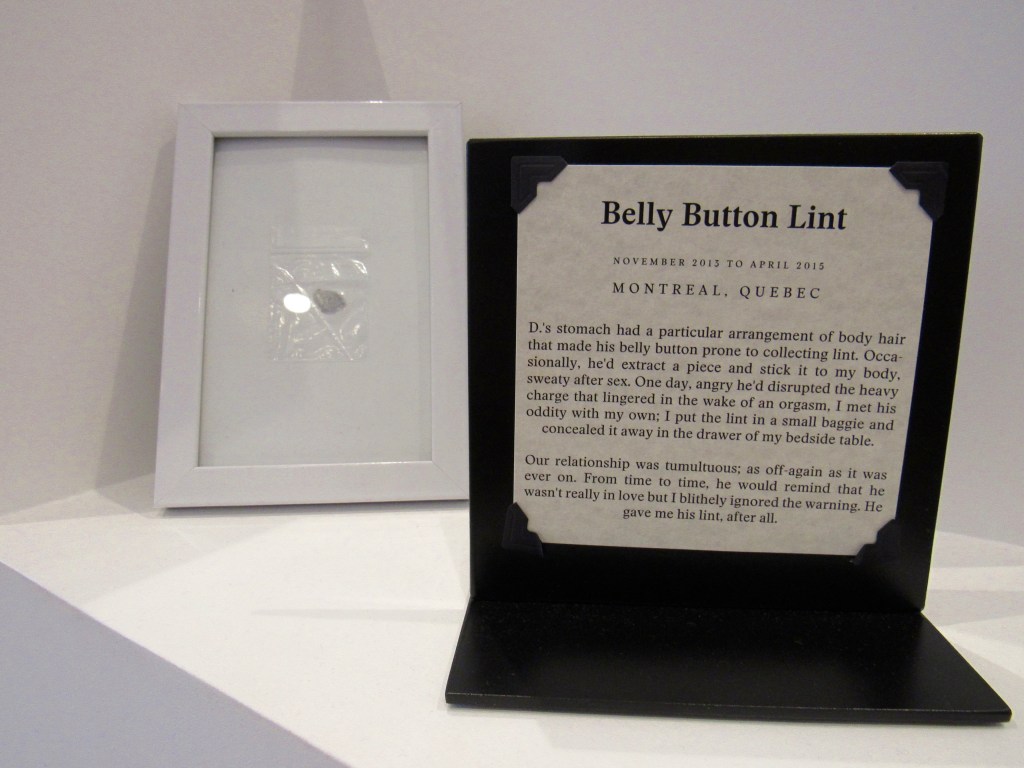 Belly Button Lint
NOVEMBER 2013 TO APRIL 2015
MONTREAL, QUEBEC
D.'s stomach had a particular arrangement of body hair
that made his belly button prone to collecting lint. Occa-
sionally, he'd extract a piece and stick it to my body,
sweaty after sex. One day, angry he'd disrupted the heavy
charge that lingered in the wake of an orgasm, I met his
oddity with my own; I put the lint in a small baggie and
concealed it away in the drawer of my bedside table.
Our relationship was tumultuous; as off-again as it was
ever on. From time to time, he would remind that he
wasn't really in love but I blithely ignored the warning. He
gave me his lint, after all.